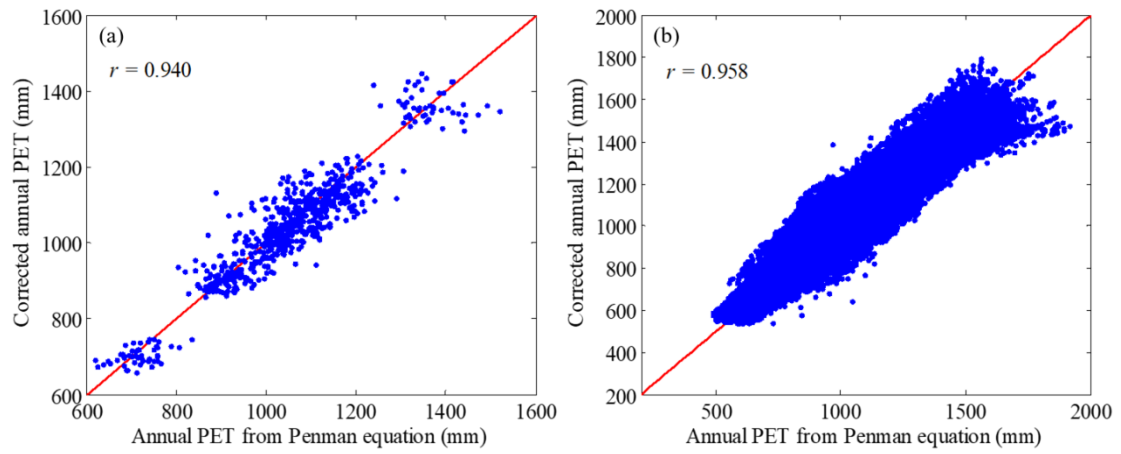 (a)
r = 0.940
1600
1400
1200
1000
800
600
600 800 1000 1200 1400 1600
Corrected annual PET (mm)
Annual PET from Penman equation (mm)
(b)
r = 0.958
2000
1800
1600
1400
1200
1000
800
600
400
200
500 1000 1500 2000
Corrected annual PET (mm)
Annual PET from Penman equation (mm)